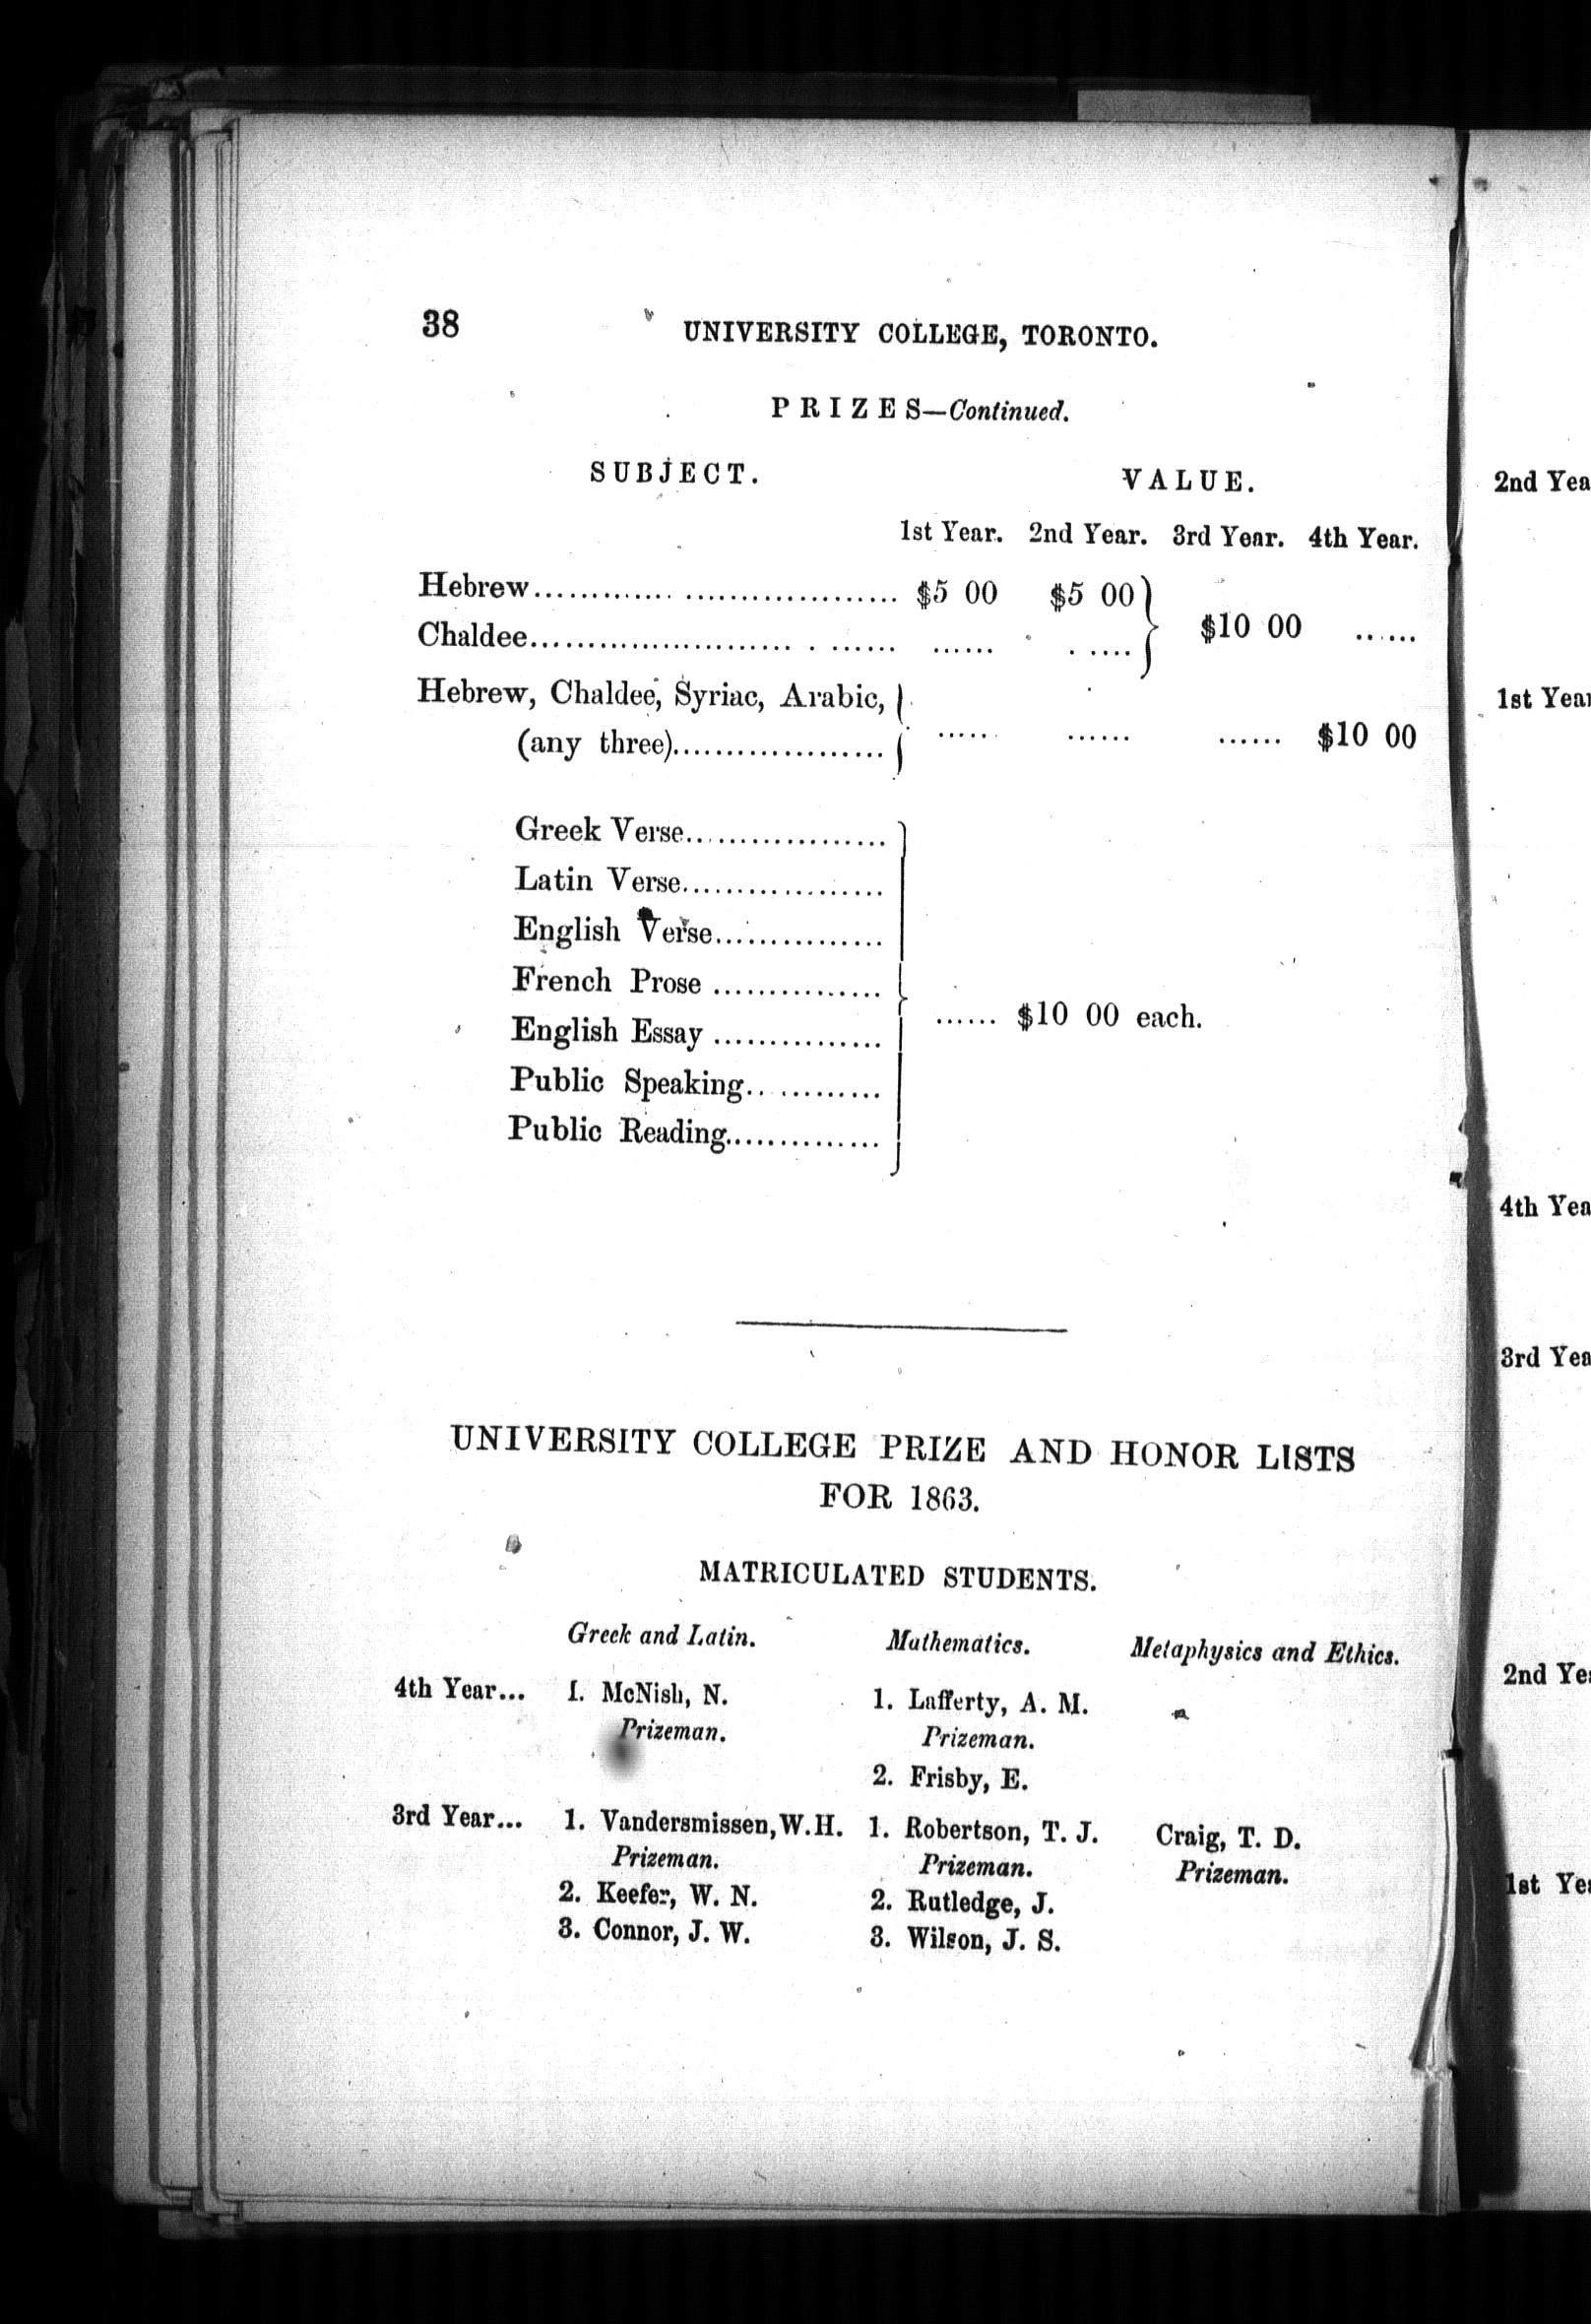 38 UNIVERSITY COLLEGE, TORONTO.
PRIZES—Continued.
SUBJECT. VALUE.
1st Year. 2nd Year. 3rd Year. 4th Year.
Hebrew.................................... $5 00 $5 00
Chaldee.................................... ...... ...... } $10 00 ......
Hebrew, Chaldee, Syriac, Arabic,
(any three)................... ...... ...... ...... $10 00
Greek Verse...................
Latin Verse...................
English Verse................
French Prose ................
English Essay ................ } ...... $10 00 each.
Public Speaking.............
Public Reading...............
UNIVERSITY COLLEGE PRIZE AND HONOR LISTS
FOR 1863.
MATRICULATED STUDENTS.
Greek and Latin. Mathematics. Metaphysics and Ethics.
4th Year... 1. McNish, N. 1. Lafferty, A. M.
Prizeman. Prizeman.
2. Frisby, E.
3rd Year... 1. Vandersmissen, W.H. 1. Robertson, T. J. Craig, T. D.
Prizeman. Prizeman. Prizeman.
2. Keefer, W. N. 2. Rutledge, J.
3. Connor, J. W. 3. Wilson, J. S.
2nd Yea
1st Year
4th Yea
3rd Yea
2nd Yea
1st Yea